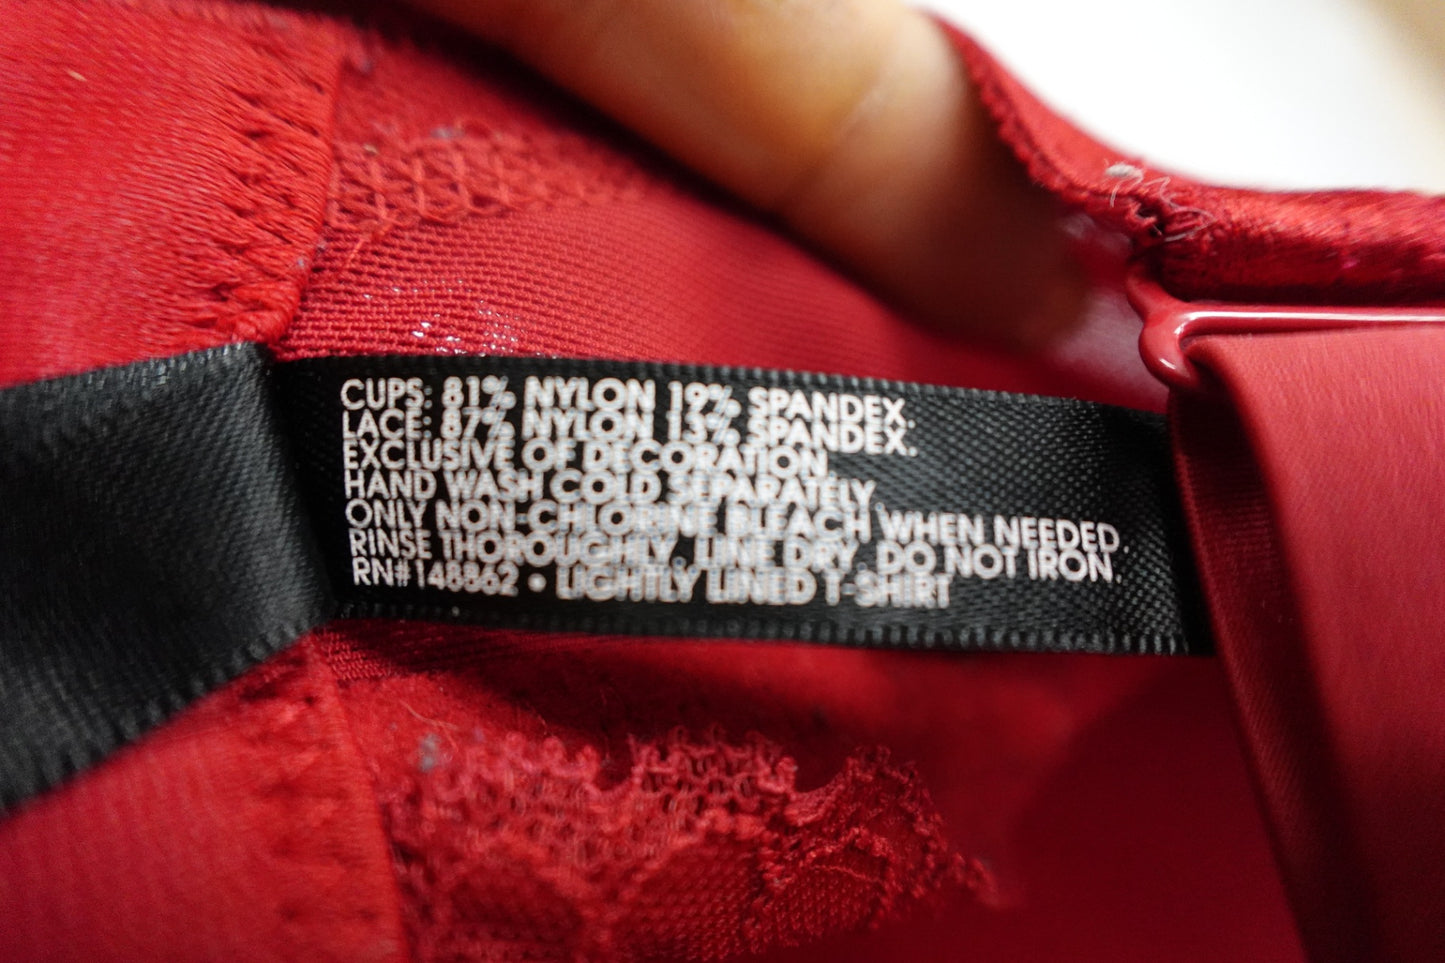 CUPS: 81% NYLON 19% SPANDEX.
LACE: 87% NYLON 13% SPANDEX.
EXCLUSIVE OF DECORATION.
HAND WASH COLD SEPARATELY,
ONLY NON-CHLORINE BLEACH WHEN NEEDED.
RINSE THOROUGHLY. LINE DRY. DO NOT IRON.
RN#148862 • LIGHTLY LINED T-SHIRT